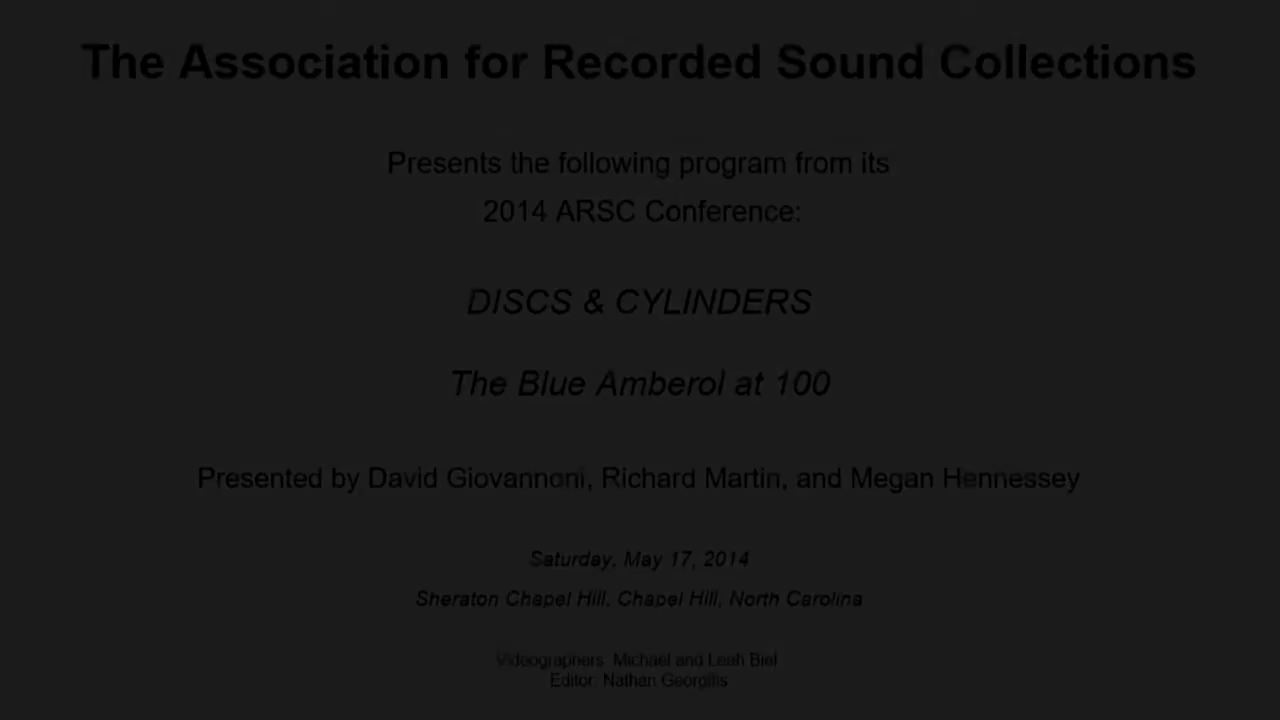 The Association for Recorded Sound Collections
Presents the following program from its
2014 ARSC Conference:
DISCS & CYLINDERS
The Blue Amberol at 100
Presented by David Giovannoni, Richard Martin, and Megan Hennessey
Saturday, May 17, 2014
Sheraton Chapel Hill, Chapel Hill, North Carolina
Videographers: Michael and Leah Biel
Editor: Nathan Georgitis